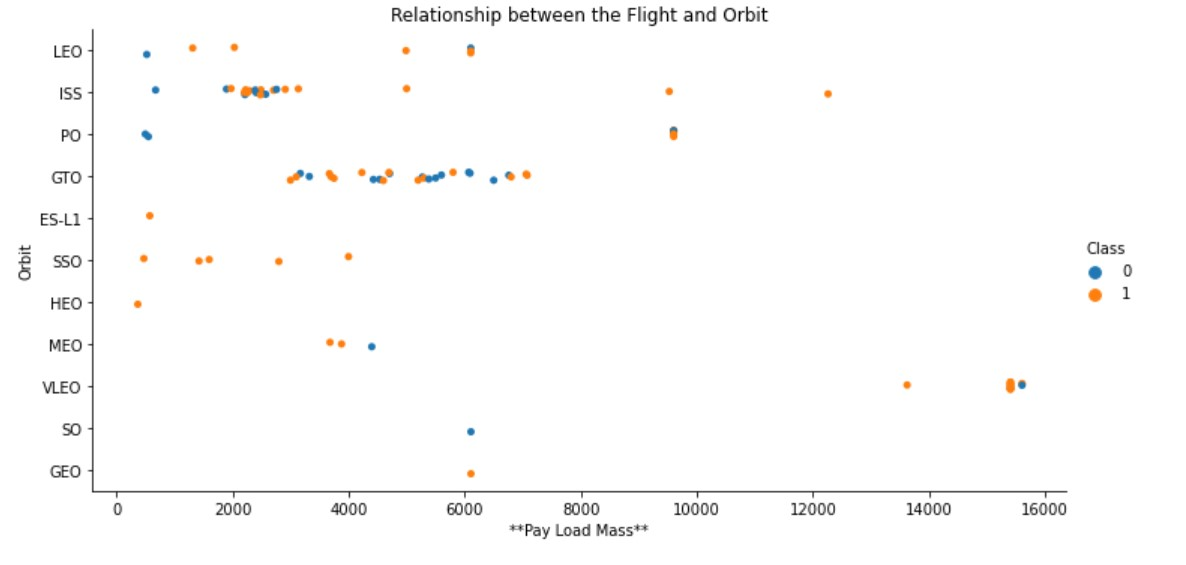 Relationship between the Flight and Orbit
LEO
ISS
PO
GTO
ES-L1
SSO
HEO
MEO
VLEO
SO
GEO
Orbit
0 2000 4000 6000 8000 10000 12000 14000 16000
**Pay Load Mass**
Class
0
1